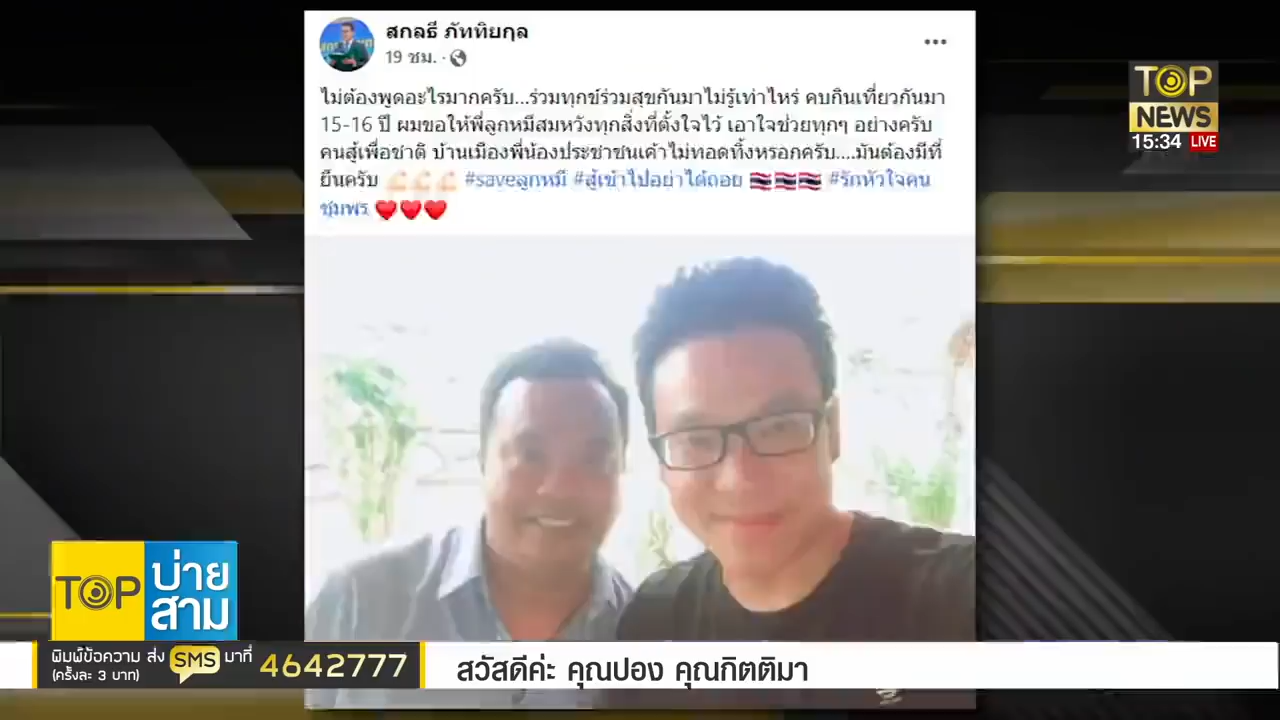 สกลธี ภัททิยกุล
19 ชม. ·
ไม่ต้องพูดอะไรมากครับ...ร่วมทุกข์ร่วมสุขกันมาไม่รู้เท่าไหร่ คบกินเที่ยวกันมา
15-16 ปี ผมขอให้พี่ลูกหมีสมหวังทุกสิ่งที่ตั้งใจไว้ เอาใจช่วยทุกๆ อย่างครับ
คนสู้เพื่อชาติ บ้านเมืองพี่น้องประชาชนเค้าไม่ทอดทิ้งหรอกครับ....มันต้องมีที่
ยืนครับ 💪🏻💪🏻💪🏻 #saveลูกหมี #สู้เข้าไปอย่าได้ถอย 🇹🇭🇹🇭🇹🇭 #รักหัวใจคน
ชุมพร ❤️❤️❤️
TOP
NEWS
15:34 LIVE
TOP บ่าย
สาม
พิมพ์ข้อความ ส่ง SMS มาที่ 4642777
(ครั้งละ 3 บาท)
สวัสดีค่ะ คุณปอง คุณกิตติมา